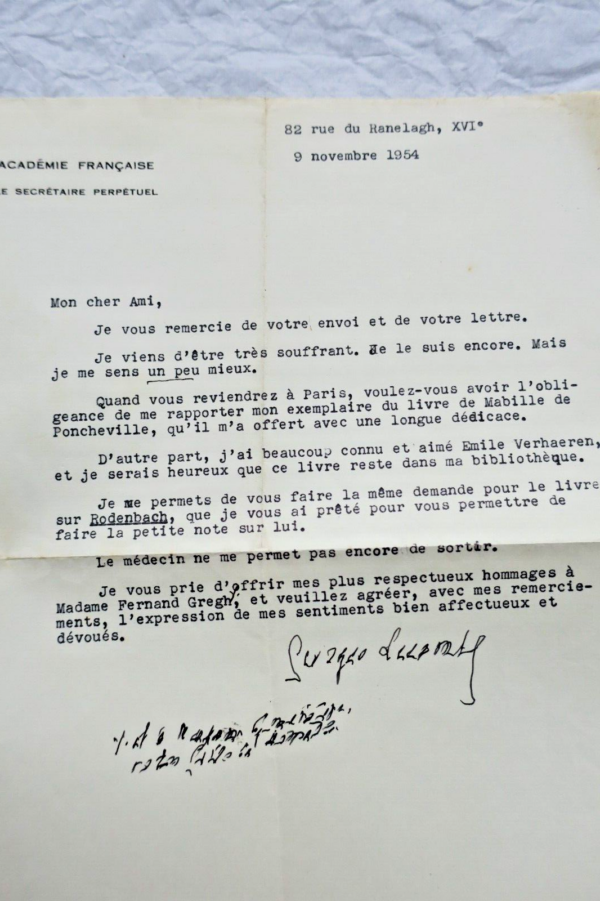 82 rue du Ranelagh, XVI°
9 novembre 1954
ACADÉMIE FRANÇAISE
E SECRÉTAIRE PERPÉTUEL
Mon cher Ami,
Je vous remercie de votre envoi et de votre lettre.
Je viens d'être très souffrant. Je le suis encore. Mais
je me sens un peu mieux.
Quand vous reviendrez à Paris, voulez-vous avoir l'obli-
geance de me rapporter mon exemplaire du livre de Mabille de
Poncheville, qu'il m'a offert avec une longue dédicace.
D'autre part, j'ai beaucoup connu et aimé Emile Verhaeren,
et je serais heureux que ce livre reste dans ma bibliothèque.
Je me permets de vous faire la même demande pour le livre
sur Rodenbach, que je vous ai prêté pour vous permettre de
faire la petite note sur lui.
Le médecin ne me permet pas encore de sortir.
Je vous prie d'offrir mes plus respectueux hommages à
Madame Fernand Gregh, et veuillez agréer, avec mes remercie-
ments, l'expression de mes sentiments bien affectueux et
dévoués.
Georges Lecomte
et à Madame